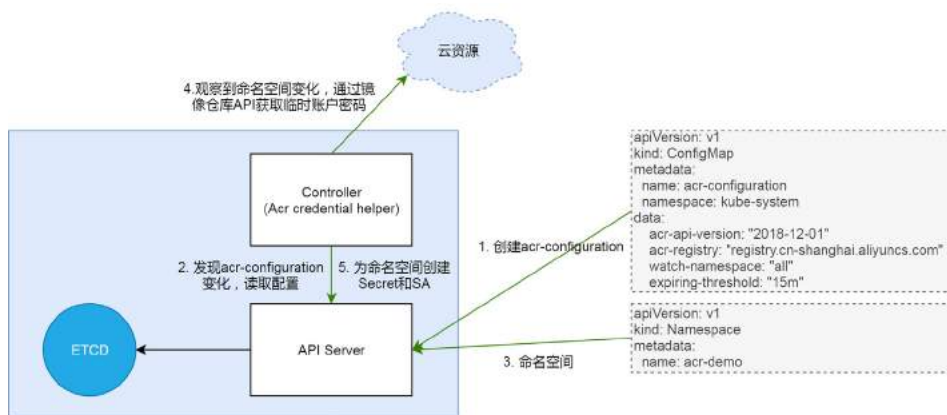 云资源
4.观察到命名空间变化，通过镜
像仓库API获取临时账户密码
Controller
(Acr credential helper)
2. 发现acr-configuration
变化，读取配置
5. 为命名空间创建
Secret和SA
ETCD
API Server
1. 创建acr-configuration
3. 命名空间
apiVersion: v1
kind: ConfigMap
metadata:
name: acr-configuration
namespace: kube-system
data:
acr-api-version: "2018-12-01"
acr-registry: "registry.cn-shanghai.aliyuncs.com"
watch-namespace: "all"
expiring-threshold: "15m"
apiVersion: v1
kind: Namespace
metadata:
name: acr-demo